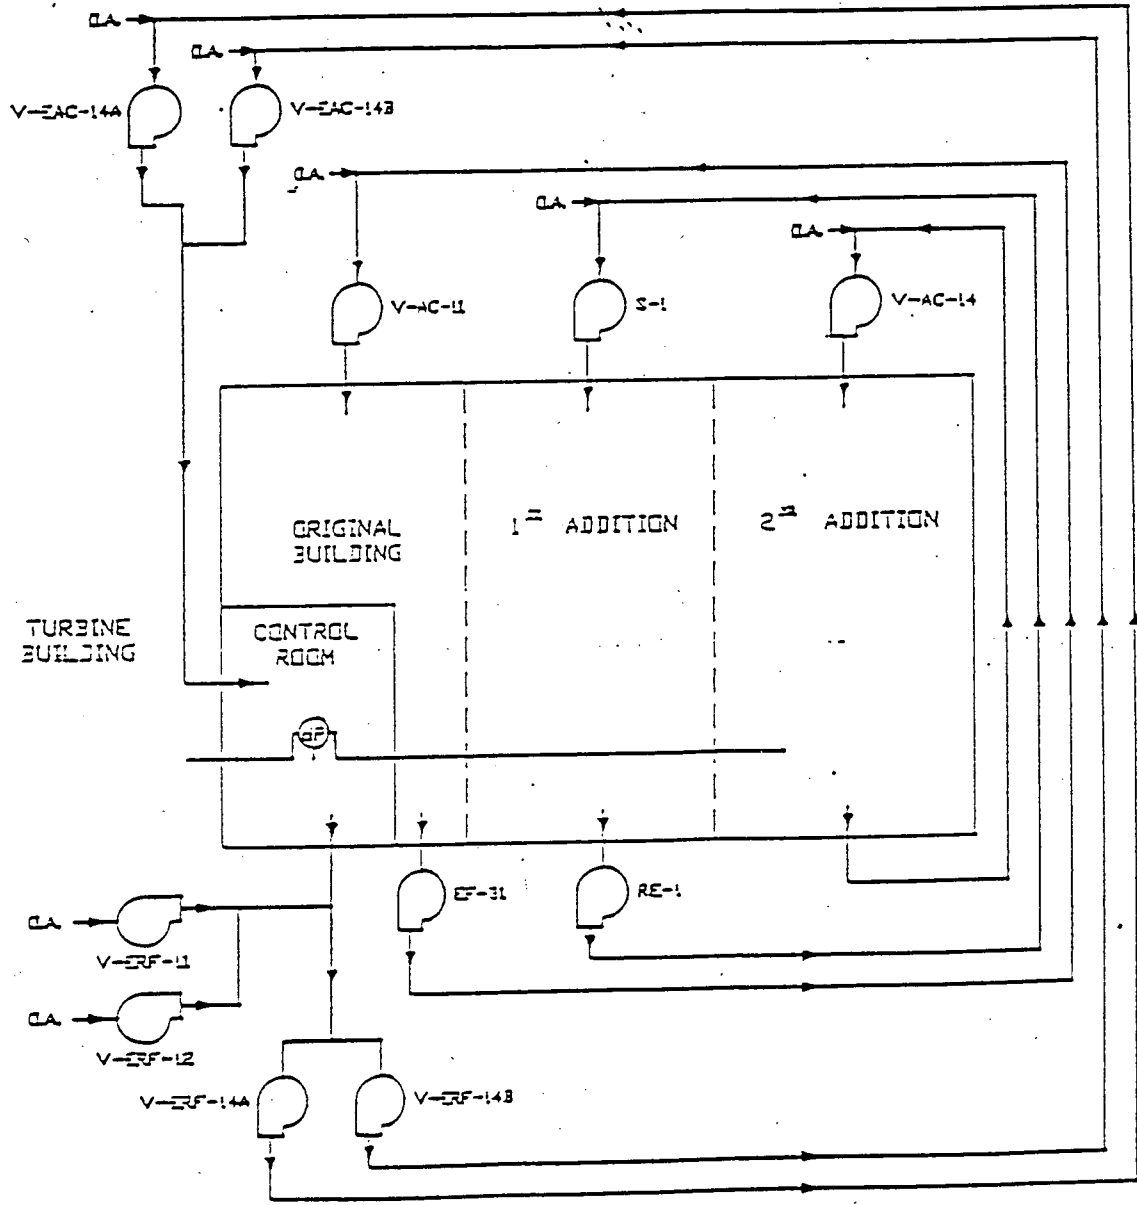 O.A.
O.A.
V-EAC-14A
V-EAC-14B
O.A.
O.A.
O.A.
V-AC-11
S-1
V-AC-14
ORIGINAL
BUILDING
1ST ADDITION
2ND ADDITION
TURBINE
BUILDING
CONTROL
ROOM
dP
EF-31
RE-1
O.A.
V-ERF-11
O.A.
V-ERF-12
V-ERF-14A
V-ERF-14B